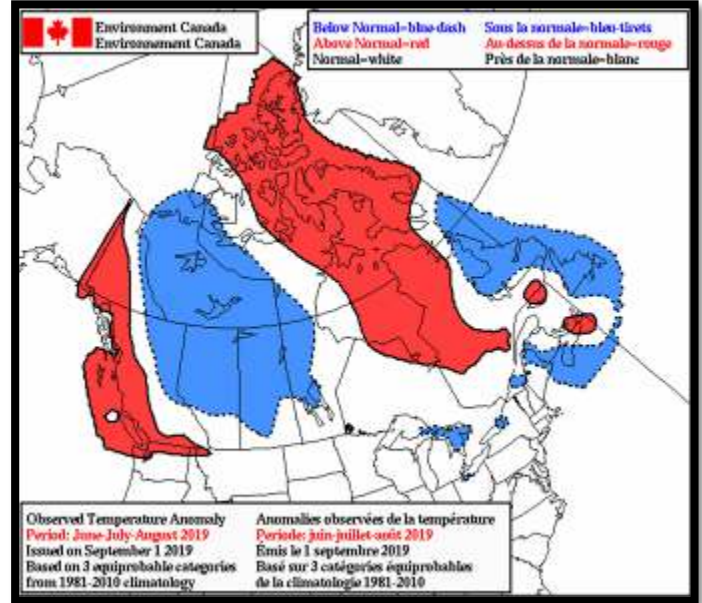 Environment Canada
Environnement Canada
Below Normal=blue-dash
Above Normal=red
Normal=white
Sous la normale=bleu-tirets
Au-dessus de la normale=rouge
Près de la normale=blanc
Observed Temperature Anomaly
Period: June-July-August 2019
Issued on September 1 2019
Based on 3 equiprobable categories
from 1981-2010 climatology
Anomalies observées de la température
Periode: juin-juillet-août 2019
Émis le 1 septembre 2019
Basé sur 3 catégories équiprobables
de la climatologie 1981-2010